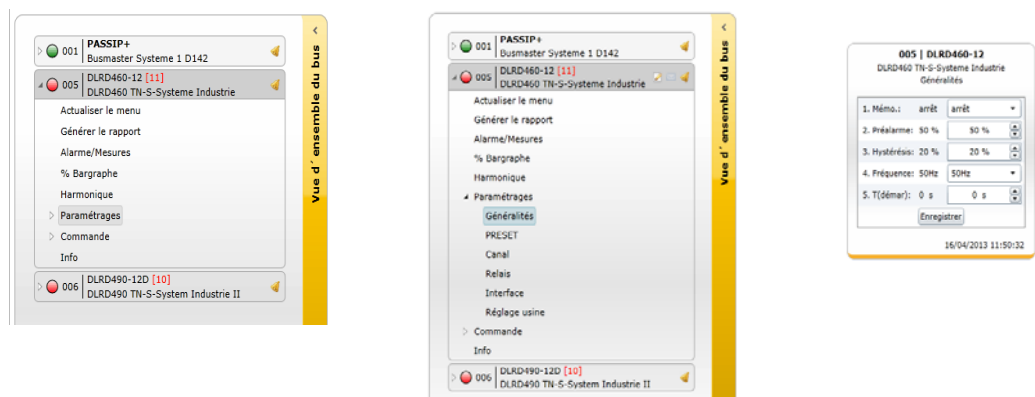 001 PASSIP+
Busmaster Systeme 1 D142
005 DLRD460-12 [11]
DLRD460 TN-S-Systeme Industrie
Actualiser le menu
Générer le rapport
Alarme/Mesures
% Bargraphe
Harmonique
Paramétrages
Commande
Info
006 DLRD490-12D [10]
DLRD490 TN-S-System Industrie II
Vue d´ensemble du bus
001 PASSIP+
Busmaster Systeme 1 D142
005 DLRD460-12 [11]
DLRD460 TN-S-Systeme Industrie
Actualiser le menu
Générer le rapport
Alarme/Mesures
% Bargraphe
Harmonique
Paramétrages
Généralités
PRESET
Canal
Relais
Interface
Réglage usine
Commande
Info
006 DLRD490-12D [10]
DLRD490 TN-S-System Industrie II
Vue d´ensemble du bus
005 | DLRD460-12
DLRD460 TN-S-Systeme Industrie
Généralités
1. Mémo.: arrêt arrêt
2. Préalarme: 50 % 50 %
3. Hystérésis: 20 % 20 %
4. Fréquence: 50Hz 50Hz
5. T(démar): 0 s 0 s
Enregistrer
16/04/2013 11:50:32